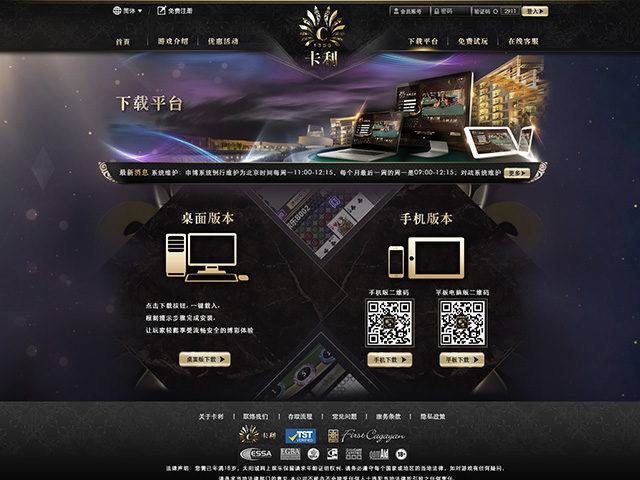 简体 免费注册 会员账号 密码 验证码 2911 登入
首页 游戏介绍 优惠活动 下载平台 免费试玩 在线客服
C
1996
卡利
下载平台
最新消息 系统维护：申博系统例行维护为北京时间每周一11:00-12:15，每个月最后一周的周一是09:00-12:15，对战系统维护 更多
桌面版本 手机版本
手机版二维码 平板电脑版二维码
点击下载按钮，一键载入，
根据提示步骤完成安装，
让玩家轻松享受流畅安全的博彩体验
桌面版下载 手机下载 平板下载
关于卡利 联络我们 存取流程 常见问题 服务条款 隐私政策
卡利 TST VERIFIED First Cagayan
ESSA EGBA
法律声明：您需已年满18岁，太阳城网上娱乐保留请求年龄证明权利，请务必遵守每个国家或地名的当地法律，如对游戏有任何疑问，